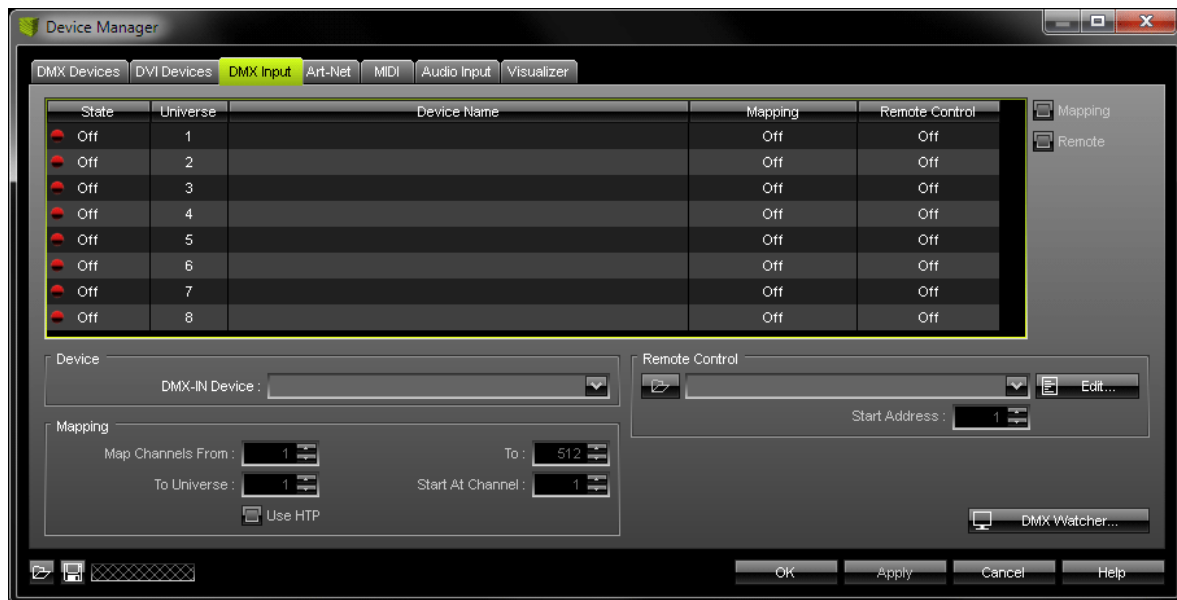 Device Manager
DMX Devices DVI Devices DMX Input Art-Net MIDI Audio Input Visualizer
State Universe Device Name Mapping Remote Control
Off 1 Off Off
Off 2 Off Off
Off 3 Off Off
Off 4 Off Off
Off 5 Off Off
Off 6 Off Off
Off 7 Off Off
Off 8 Off Off
Mapping
Remote
Device
DMX-IN Device :
Remote Control
Edit...
Start Address : 1
Mapping
Map Channels From : 1 To : 512
To Universe : 1 Start At Channel : 1
Use HTP
DMX Watcher...
OK Apply Cancel Help